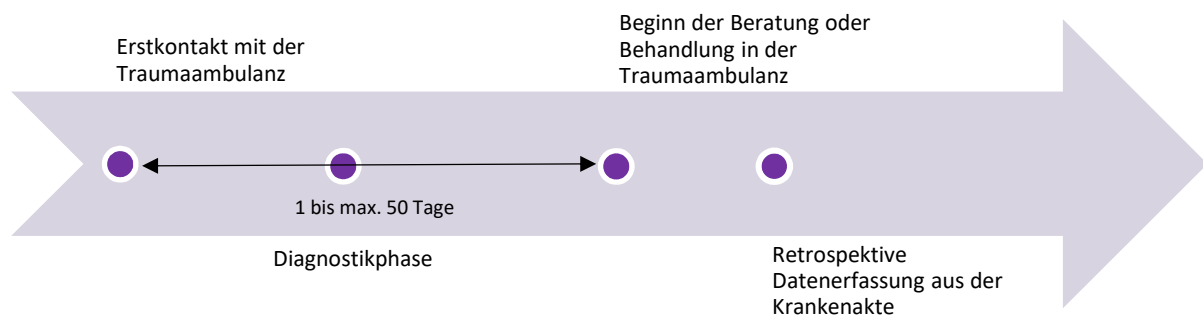 Erstkontakt mit der
Traumaambulanz
Beginn der Beratung oder
Behandlung in der
Traumaambulanz
1 bis max. 50 Tage
Diagnostikphase
Retrospektive
Datenerfassung aus der
Krankenakte